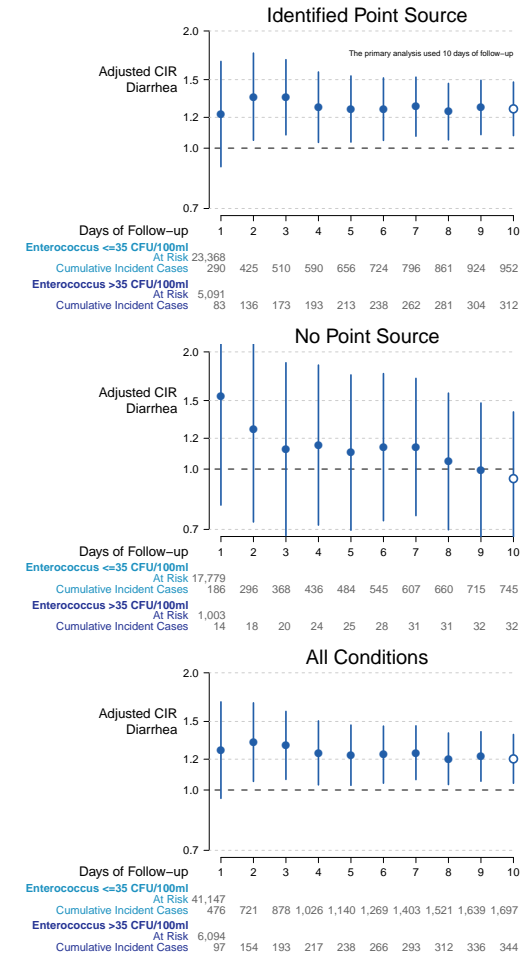 Identified Point Source
2.0
The primary analysis used 10 days of follow−up
Adjusted CIR
Diarrhea
1.5
1.2
1.0
0.7
Days of Follow−up 1 2 3 4 5 6 7 8 9 10
Enterococcus <=35 CFU/100ml
At Risk 23,368
Cumulative Incident Cases 290 425 510 590 656 724 796 861 924 952
Enterococcus >35 CFU/100ml
At Risk 5,091
Cumulative Incident Cases 83 136 173 193 213 238 262 281 304 312
No Point Source
2.0
Adjusted CIR
Diarrhea
1.5
1.2
1.0
0.7
Days of Follow−up 1 2 3 4 5 6 7 8 9 10
Enterococcus <=35 CFU/100ml
At Risk 17,779
Cumulative Incident Cases 186 296 368 436 484 545 607 660 715 745
Enterococcus >35 CFU/100ml
At Risk 1,003
Cumulative Incident Cases 14 18 20 24 25 28 31 31 32 32
All Conditions
2.0
Adjusted CIR
Diarrhea
1.5
1.2
1.0
0.7
Days of Follow−up 1 2 3 4 5 6 7 8 9 10
Enterococcus <=35 CFU/100ml
At Risk 41,147
Cumulative Incident Cases 476 721 878 1,026 1,140 1,269 1,403 1,521 1,639 1,697
Enterococcus >35 CFU/100ml
At Risk 6,094
Cumulative Incident Cases 97 154 193 217 238 266 293 312 336 344